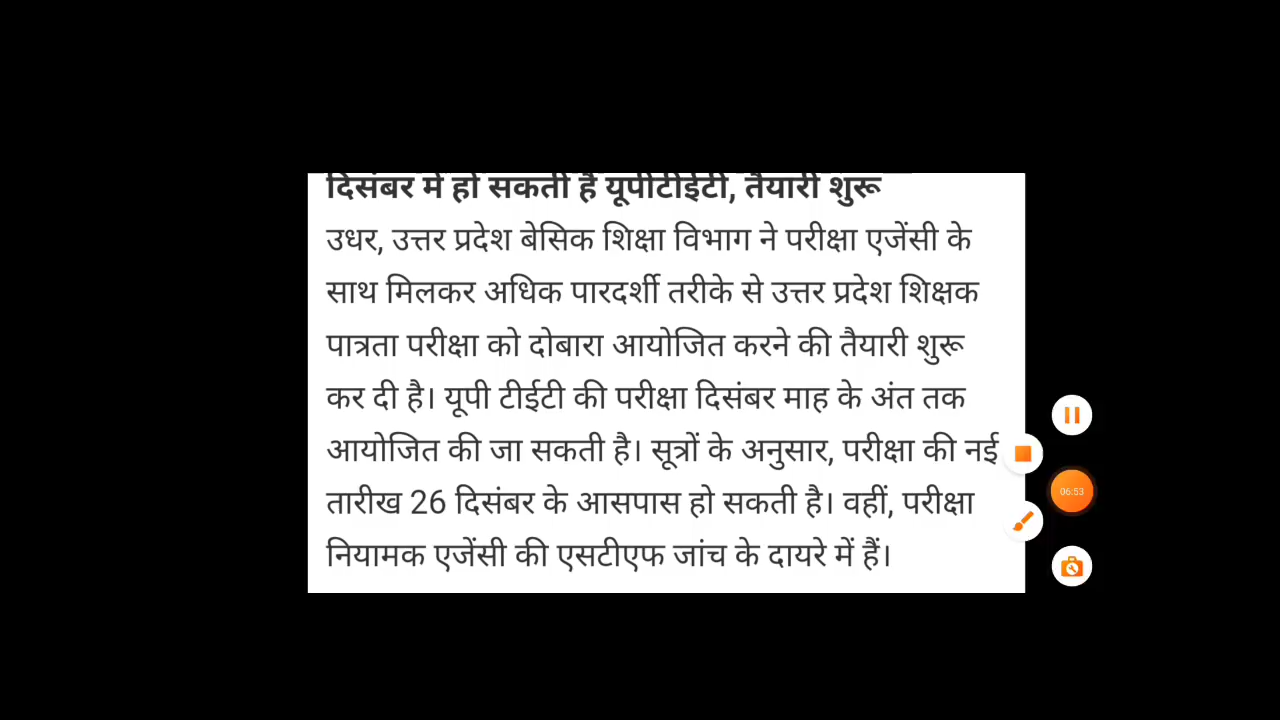 दिसंबर में हो सकती है यूपीटीईटी, तैयारी शुरू
उधर, उत्तर प्रदेश बेसिक शिक्षा विभाग ने परीक्षा एजेंसी के
साथ मिलकर अधिक पारदर्शी तरीके से उत्तर प्रदेश शिक्षक
पात्रता परीक्षा को दोबारा आयोजित करने की तैयारी शुरू
कर दी है। यूपी टीईटी की परीक्षा दिसंबर माह के अंत तक
आयोजित की जा सकती है। सूत्रों के अनुसार, परीक्षा की नई
तारीख 26 दिसंबर के आसपास हो सकती है। वहीं, परीक्षा
नियामक एजेंसी की एसटीएफ जांच के दायरे में हैं।
06:53